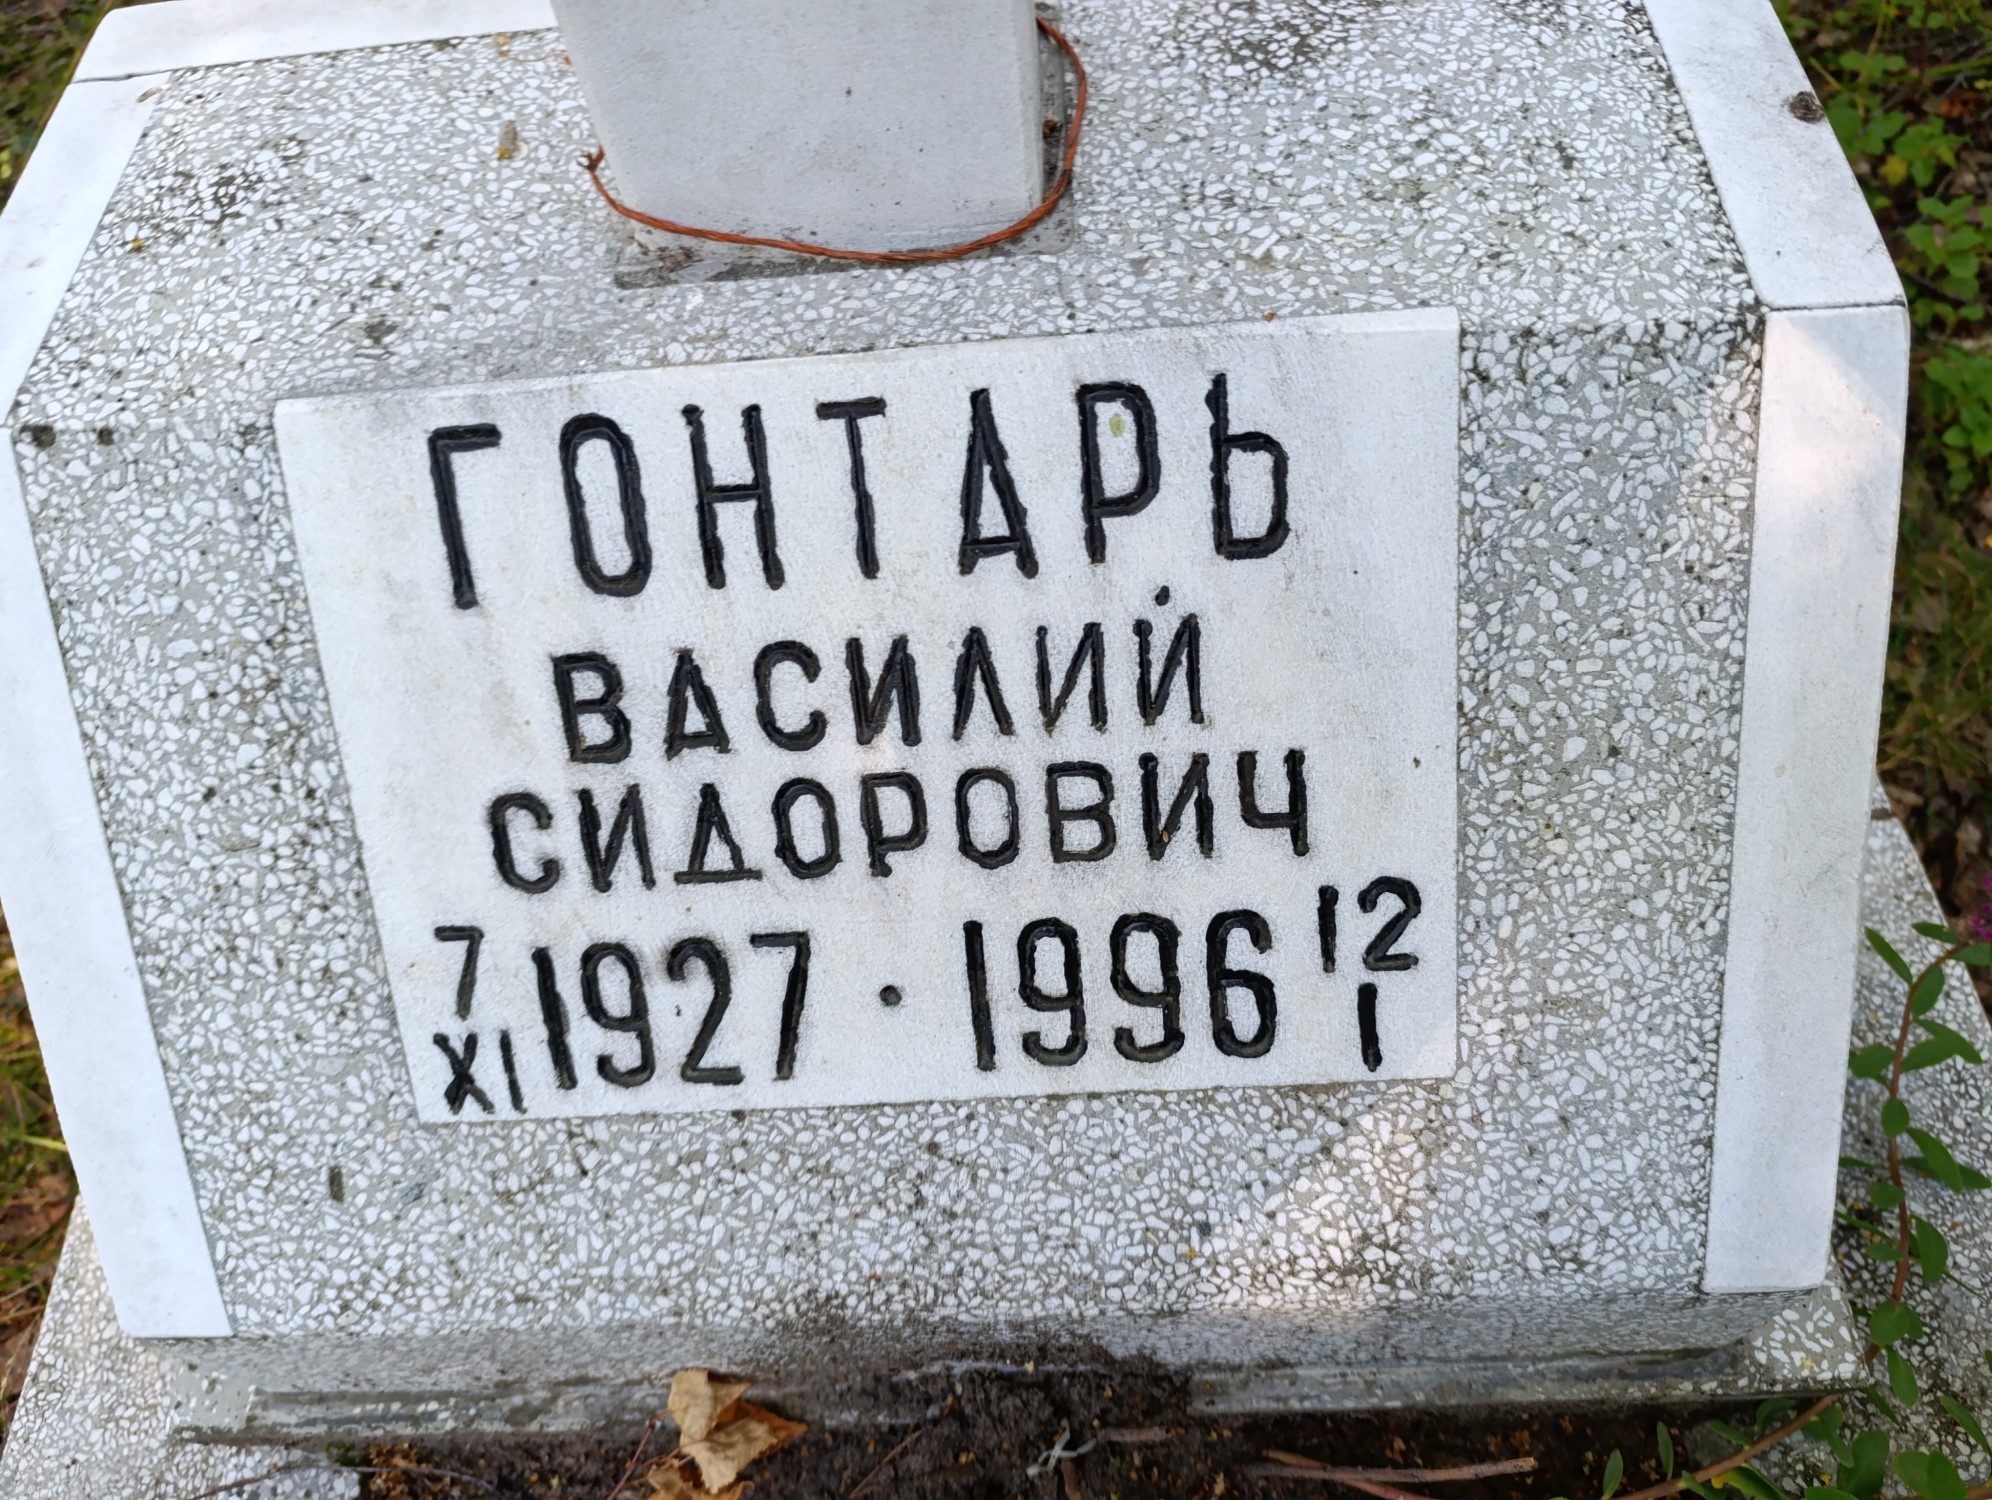 ГОНТАРЬ
ВАСИЛИЙ
СИДОРОВИЧ
7/XI 1927 · 1996 12/I